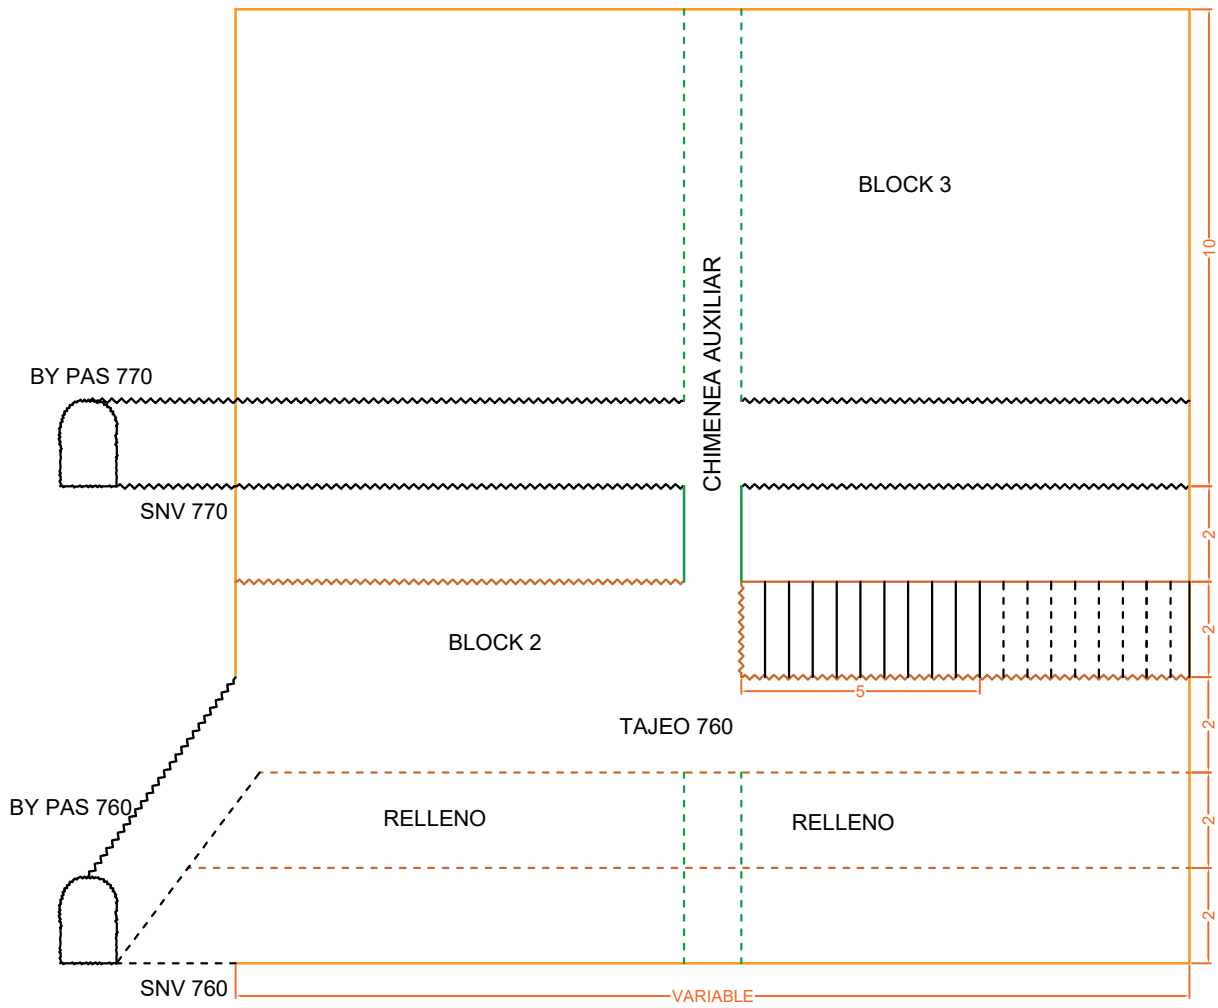 BLOCK 3
10
CHIMENEA AUXILIAR
BY PAS 770
SNV 770
2
2
BLOCK 2
5
TAJEO 760
2
BY PAS 760
RELLENO
RELLENO
2
2
SNV 760
VARIABLE